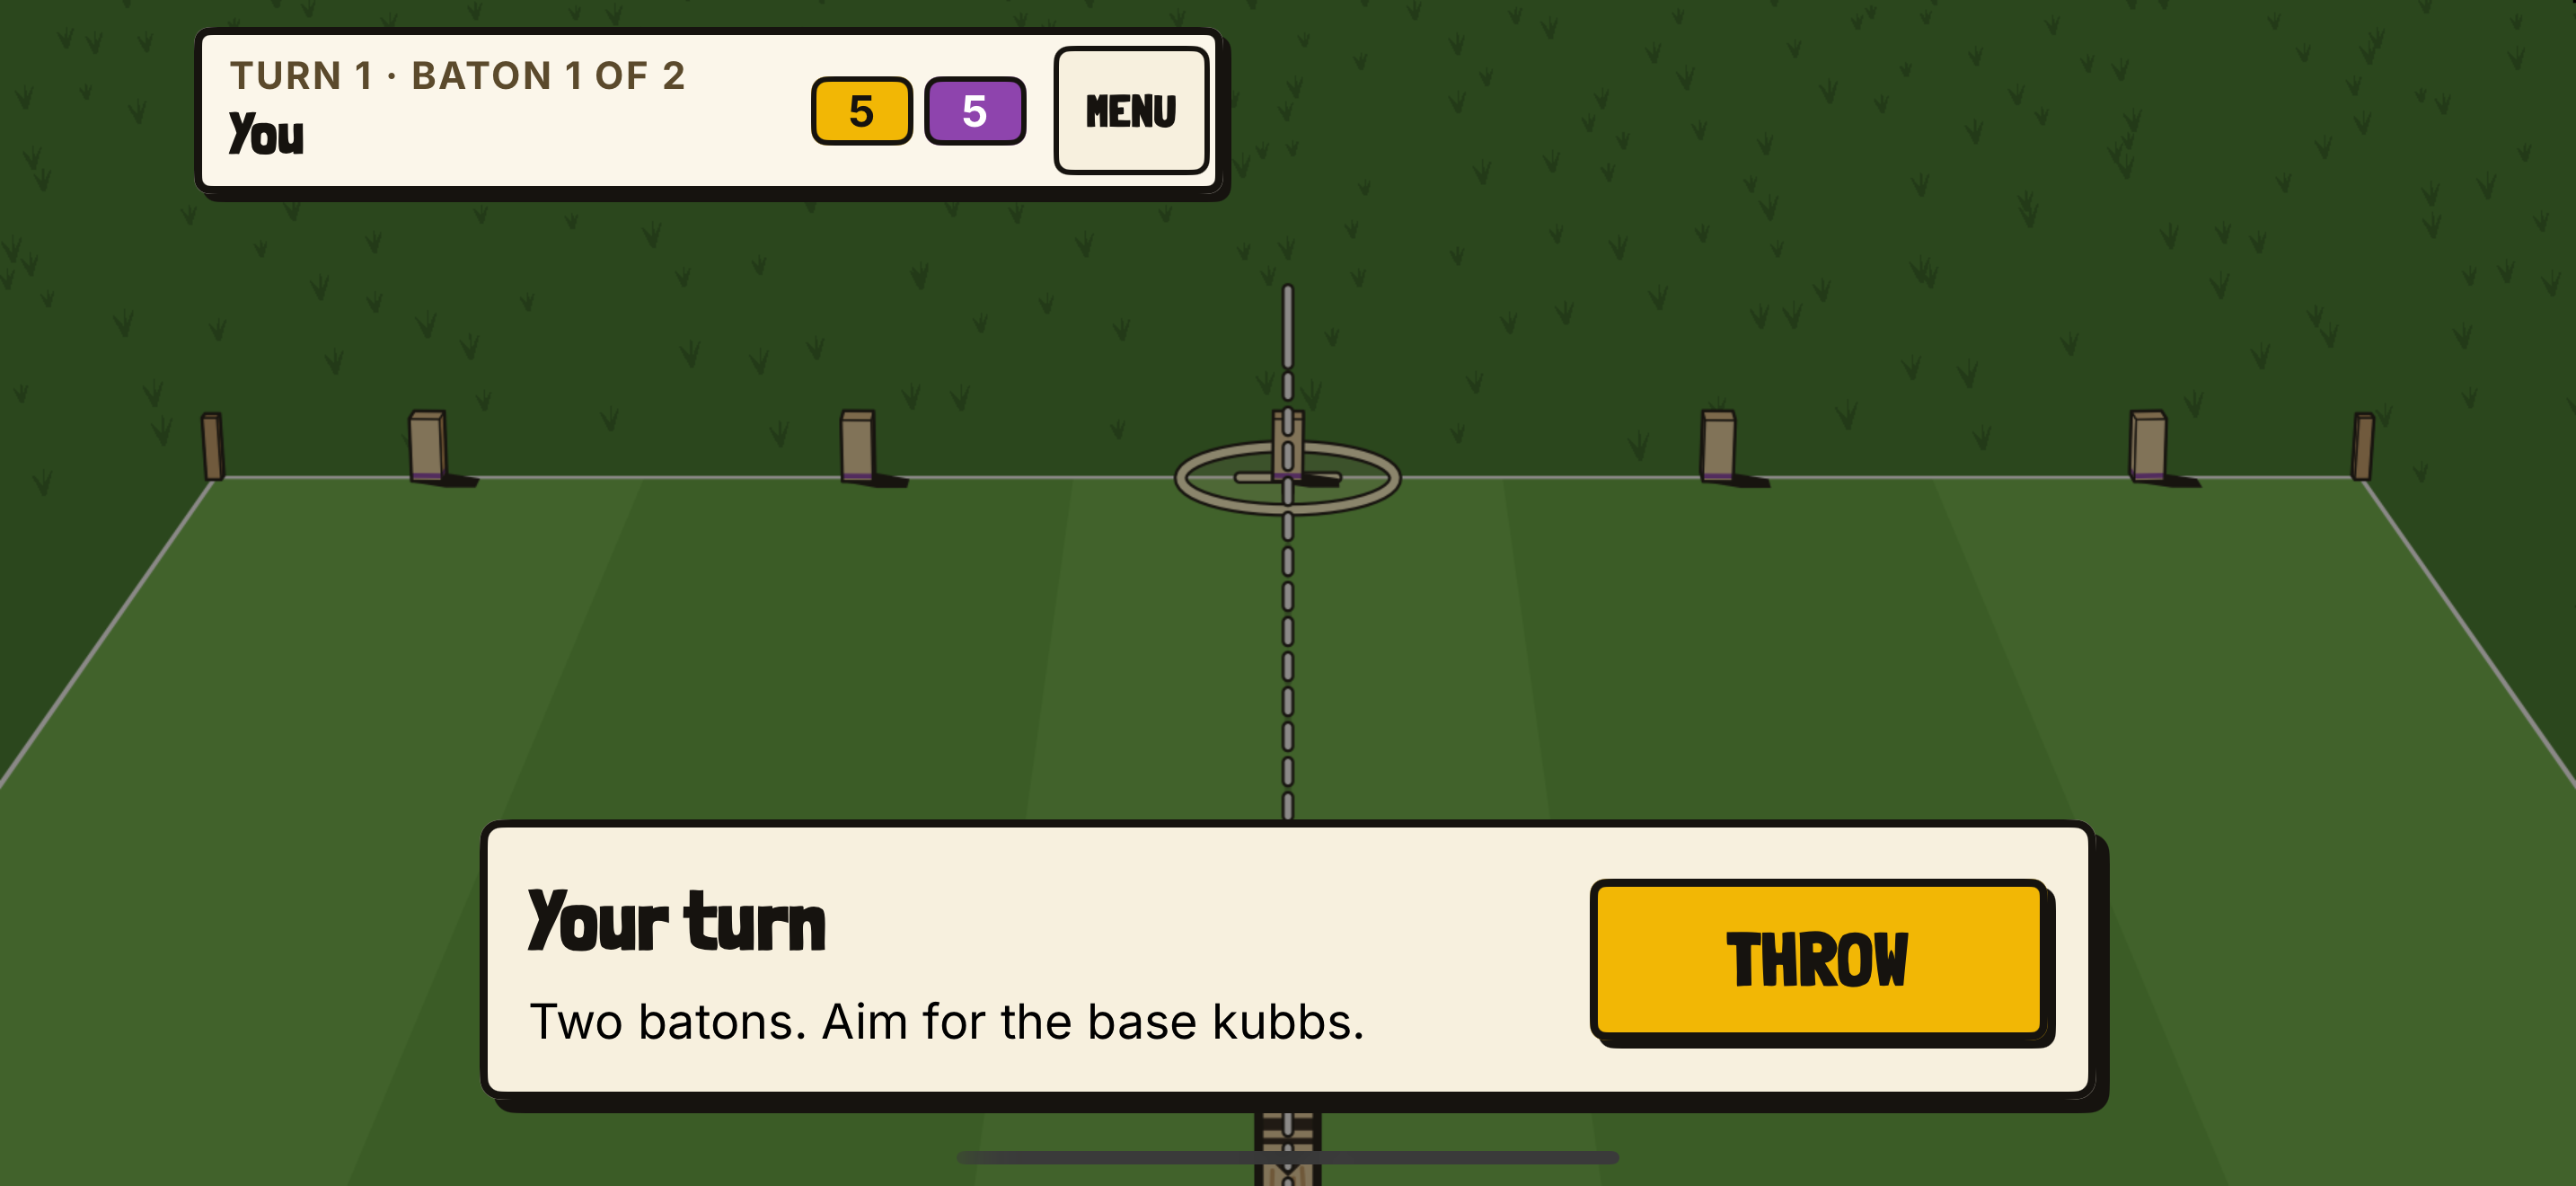 TURN 1 · BATON 1 OF 2
You
5 5
MENU
Your turn
Two batons. Aim for the base kubbs.
THROW